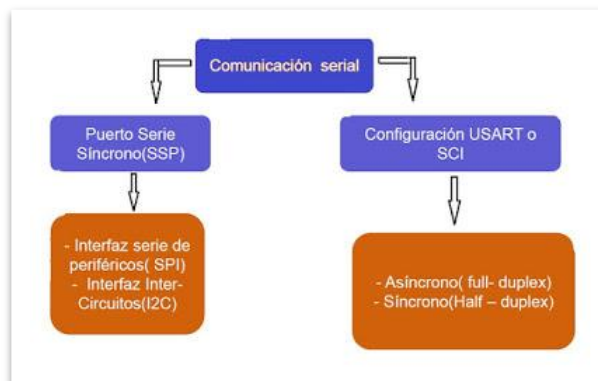 Comunicación serial
Puerto Serie
Síncrono(SSP)
Configuración USART o
SCI
- Interfaz serie de
periféricos( SPI)
- Interfaz Inter-
Circuitos(I2C)
- Asíncrono( full- duplex)
- Síncrono(Half – duplex)